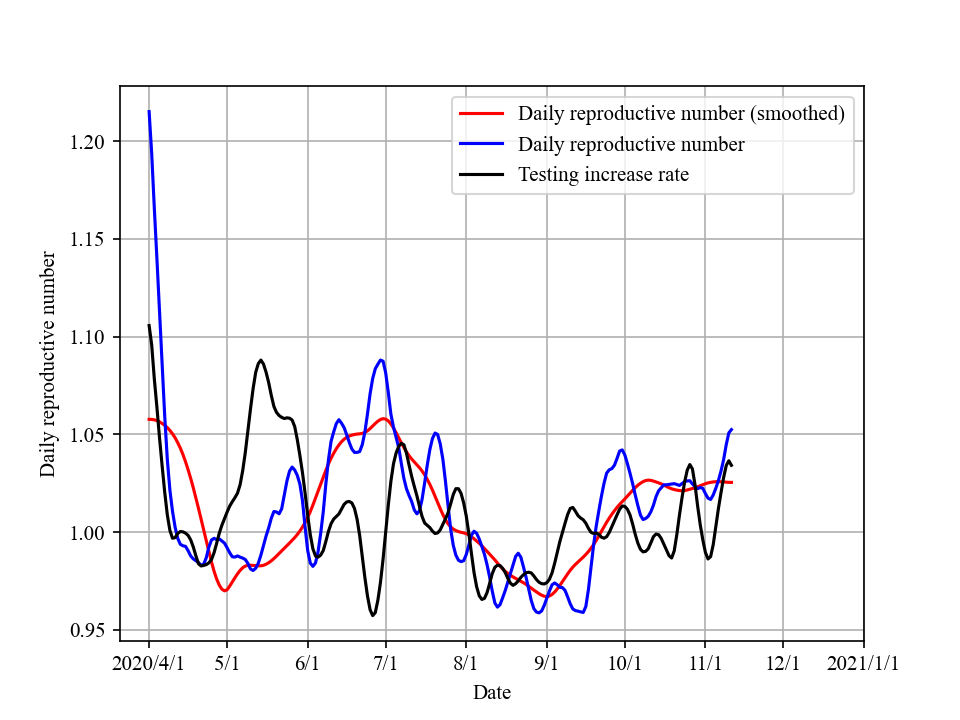 Daily reproductive number (smoothed)
Daily reproductive number
Testing increase rate
Daily reproductive number
1.20
1.15
1.10
1.05
1.00
0.95
2020/4/1 5/1 6/1 7/1 8/1 9/1 10/1 11/1 12/1 2021/1/1
Date